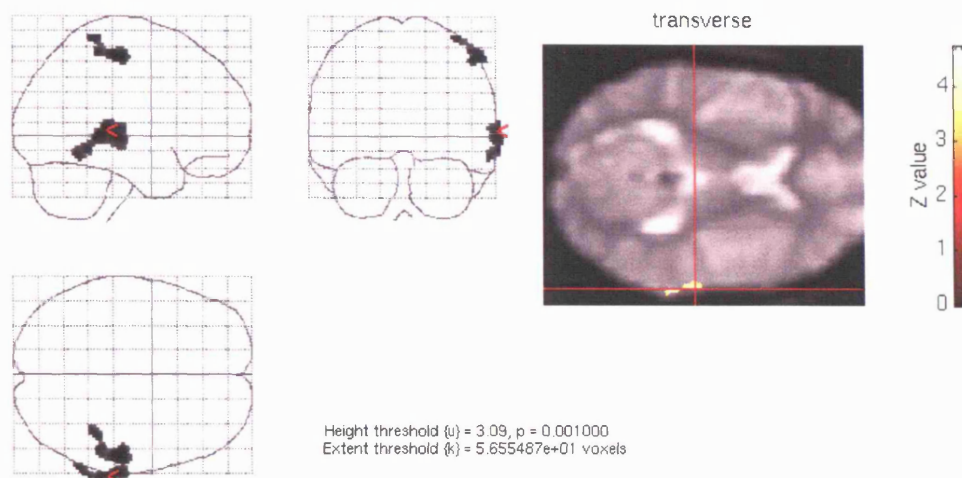 transverse
4
3
2
1
0
Z value
Height threshold {u} = 3.09, p = 0.001000
Extent threshold {k} = 5.655487e+01 voxels